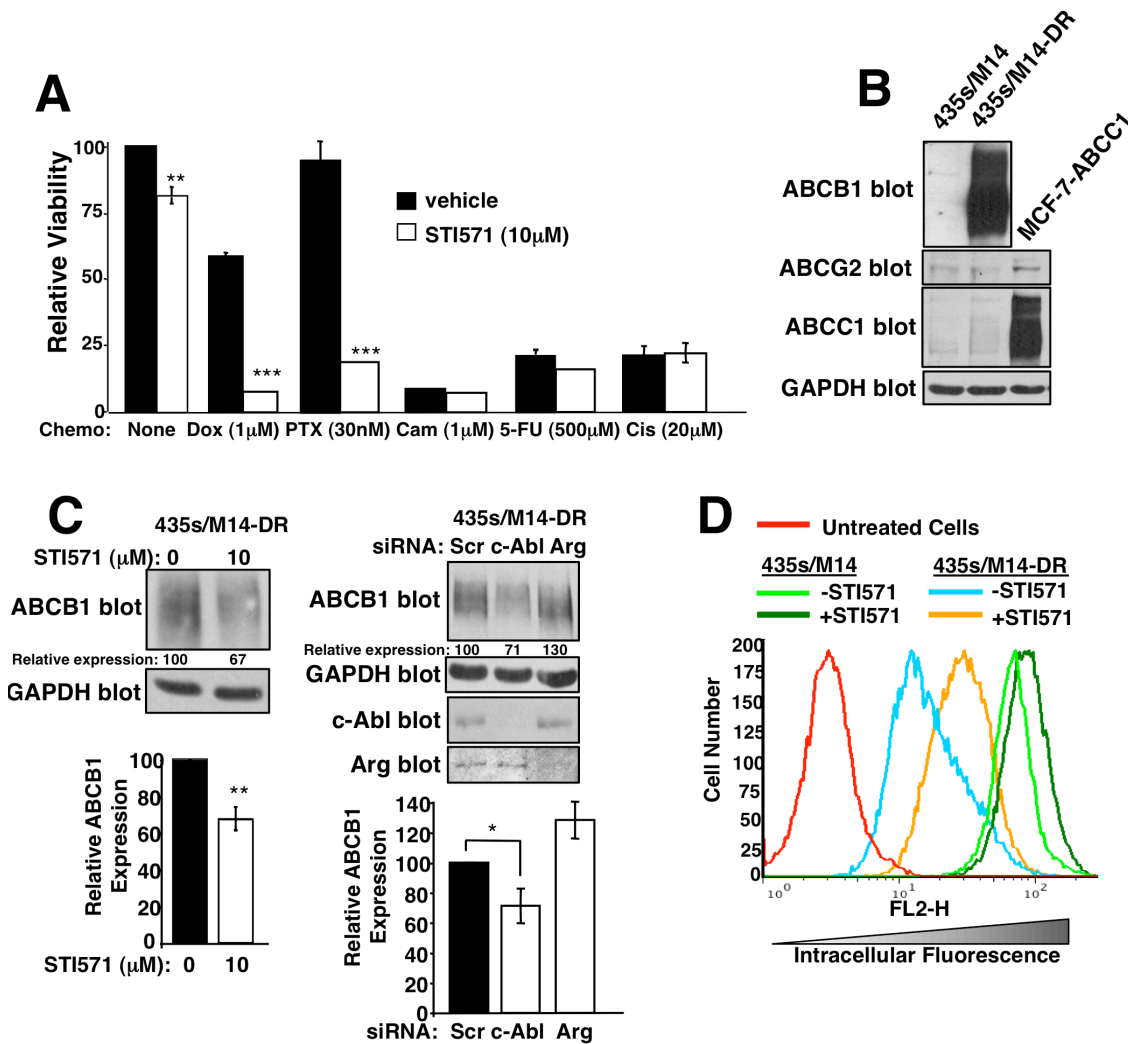 A
Relative Viability
100
75
50
25
0
**
***
***
vehicle
STI571 (10μM)
Chemo: None Dox (1μM) PTX (30nM) Cam (1μM) 5-FU (500μM) Cis (20μM)
B
435s/M14
435s/M14-DR
MCF-7-ABCC1
ABCB1 blot
ABCG2 blot
ABCC1 blot
GAPDH blot
C
435s/M14-DR
STI571 (μM): 0 10
ABCB1 blot
Relative expression: 100 67
GAPDH blot
Relative ABCB1
Expression
100
80
60
40
20
0
**
STI571 (μM): 0 10
435s/M14-DR
siRNA: Scr c-Abl Arg
ABCB1 blot
Relative expression: 100 71 130
GAPDH blot
c-Abl blot
Arg blot
Relative ABCB1
Expression
140
120
100
80
60
40
20
0
*
siRNA: Scr c-Abl Arg
D
Untreated Cells
435s/M14
-STI571
+STI571
435s/M14-DR
-STI571
+STI571
Cell Number
200
175
150
125
100
75
50
25
0
10⁰ 10¹ 10²
FL2-H
Intracellular Fluorescence